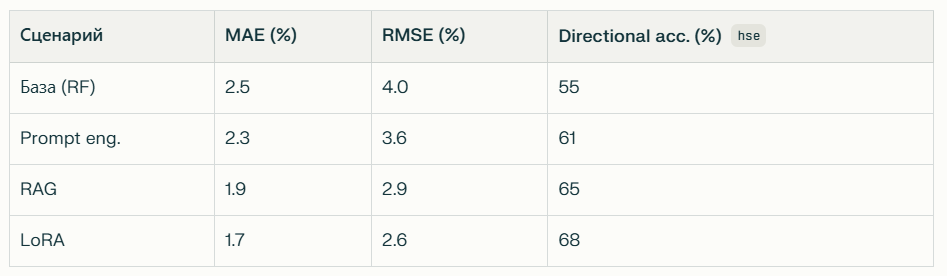 Сценарий MAE (%) RMSE (%) Directional acc. (%) hse
База (RF) 2.5 4.0 55
Prompt eng. 2.3 3.6 61
RAG 1.9 2.9 65
LoRA 1.7 2.6 68